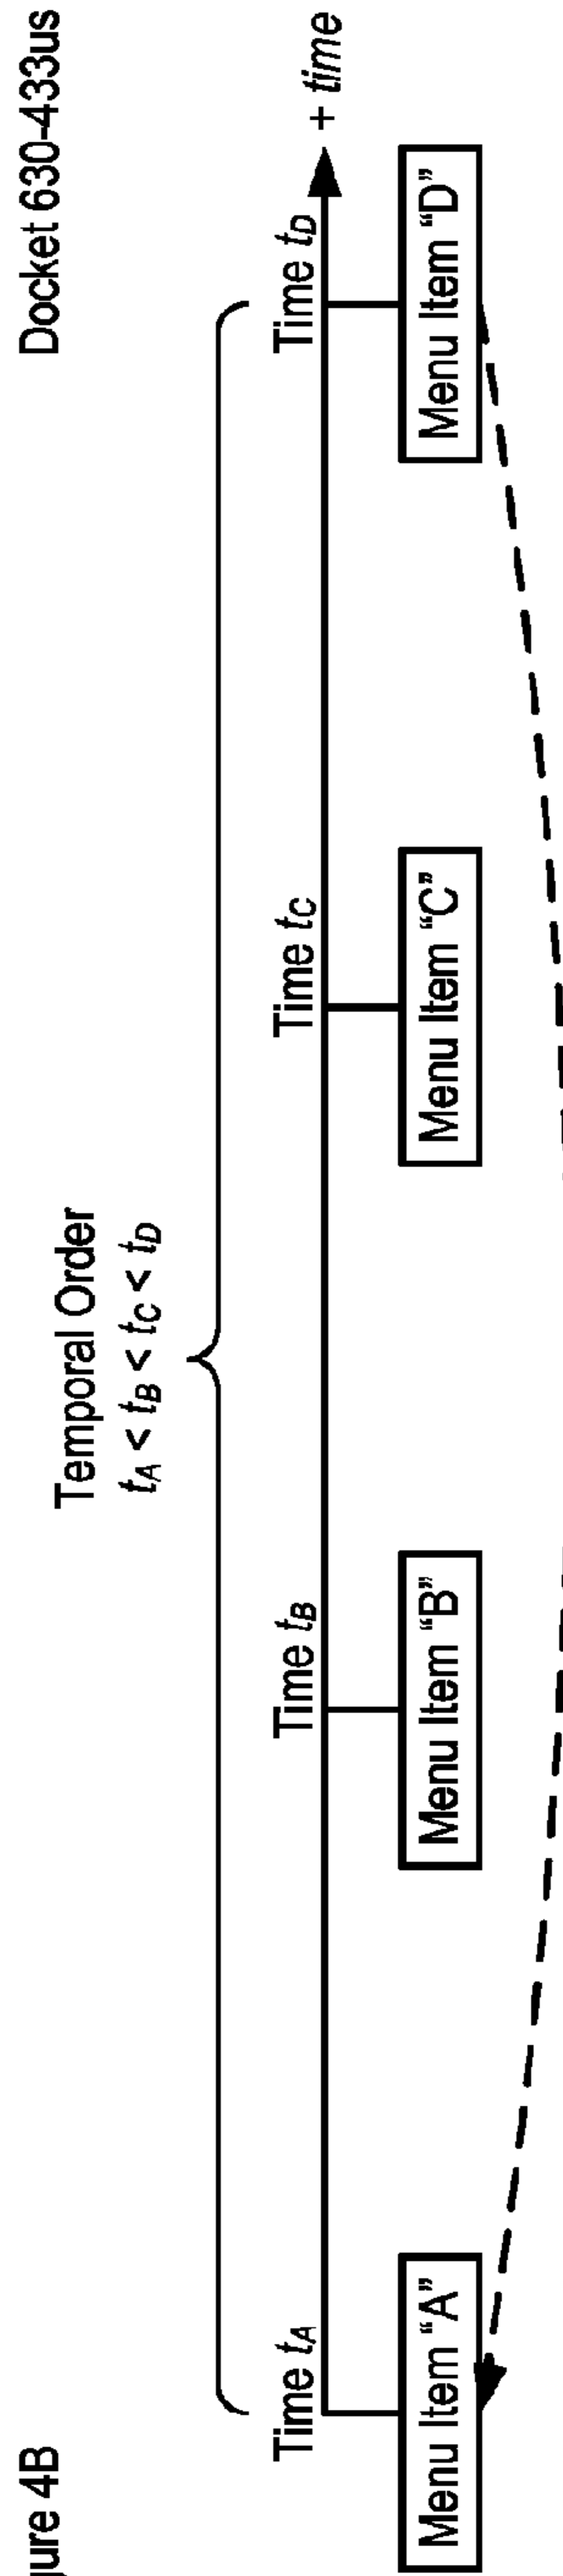 gure 4B
Docket 630-433us
Temporal Order
tA < tB < tC < tD
Time tA
Time tB
Time tC
Time tD
+ time
Menu Item “A”
Menu Item “B”
Menu Item “C”
Menu Item “D”